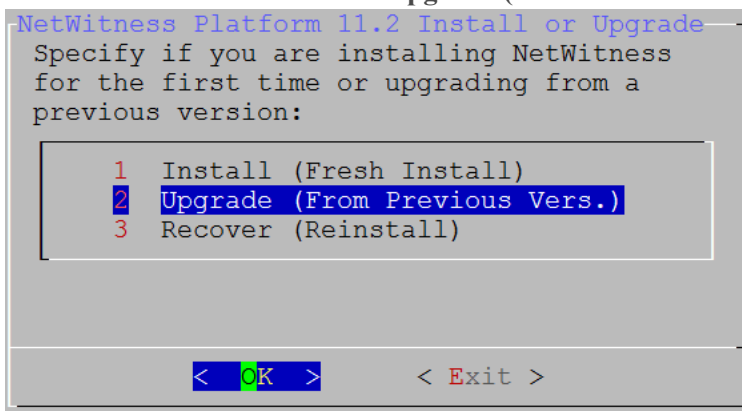 NetWitness Platform 11.2 Install or Upgrade
Specify if you are installing NetWitness
for the first time or upgrading from a
previous version:
1 Install (Fresh Install)
2 Upgrade (From Previous Vers.)
3 Recover (Reinstall)
< OK > < Exit >